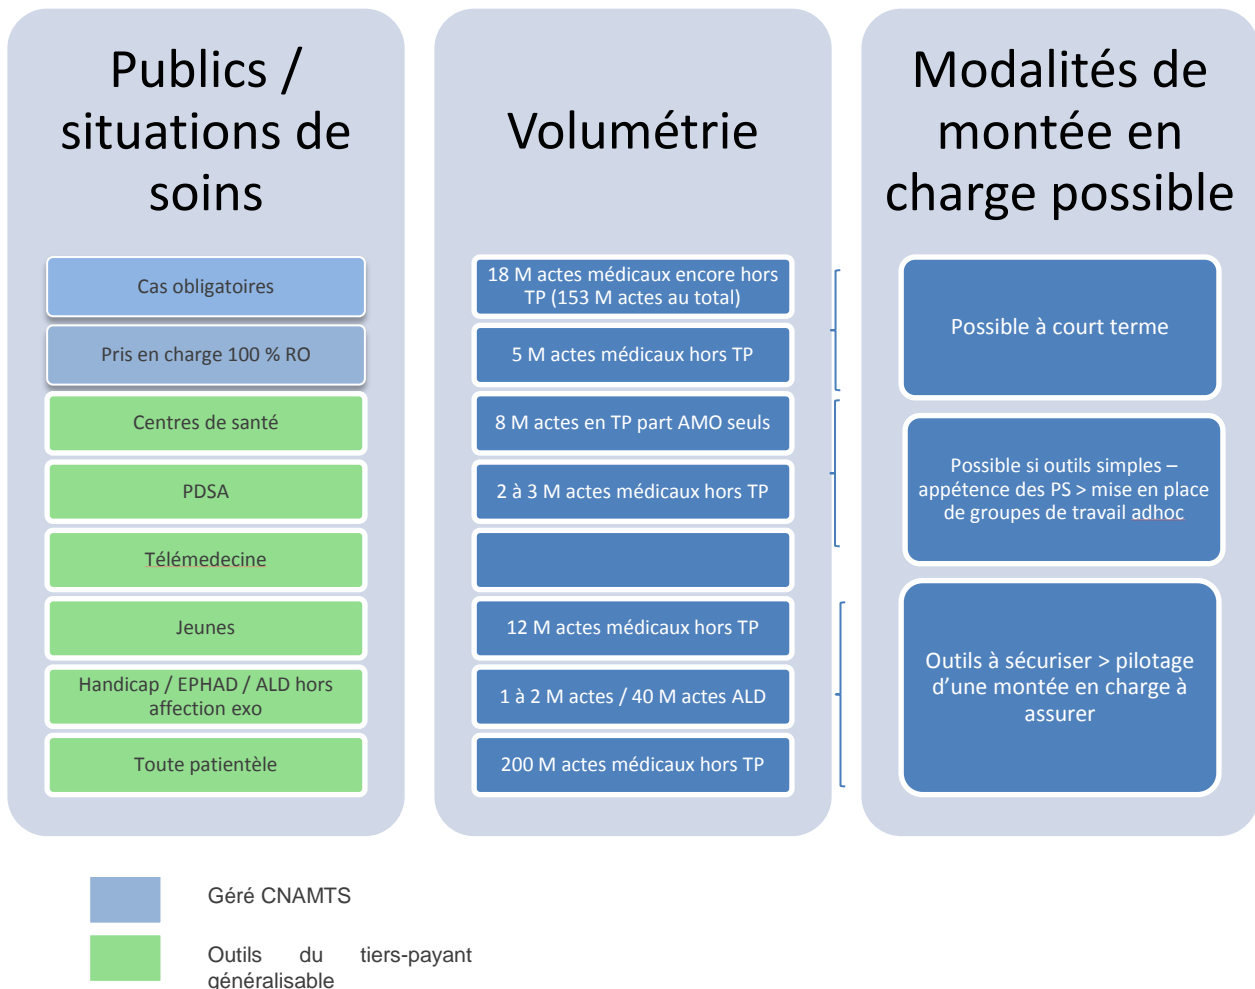 Publics /
situations de
soins
Cas obligatoires
Pris en charge 100 % RO
Centres de santé
PDSA
Télémedecine
Jeunes
Handicap / EPHAD / ALD hors
affection exo
Toute patientèle
Volumétrie
18 M actes médicaux encore hors
TP (153 M actes au total)
5 M actes médicaux hors TP
8 M actes en TP part AMO seuls
2 à 3 M actes médicaux hors TP
12 M actes médicaux hors TP
1 à 2 M actes / 40 M actes ALD
200 M actes médicaux hors TP
Modalités de
montée en
charge possible
Possible à court terme
Possible si outils simples –
appétence des PS > mise en place
de groupes de travail adhoc
Outils à sécuriser > pilotage
d’une montée en charge à
assurer
Géré CNAMTS
Outils du tiers-payant
généralisable